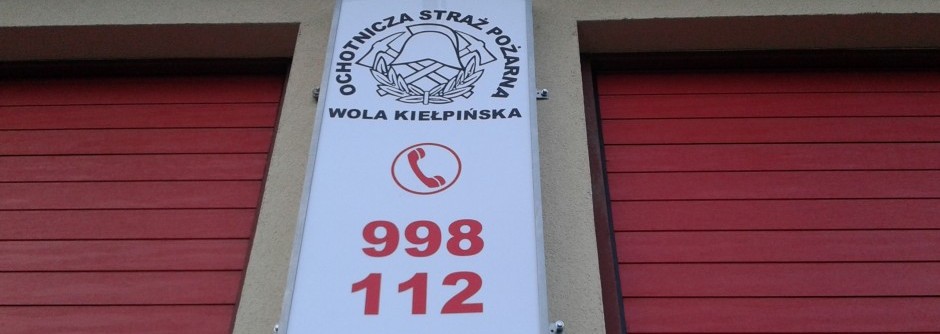 OCHOTNICZA STRAŻ POŻARNA
WOLA KIEŁPIŃSKA
998
112